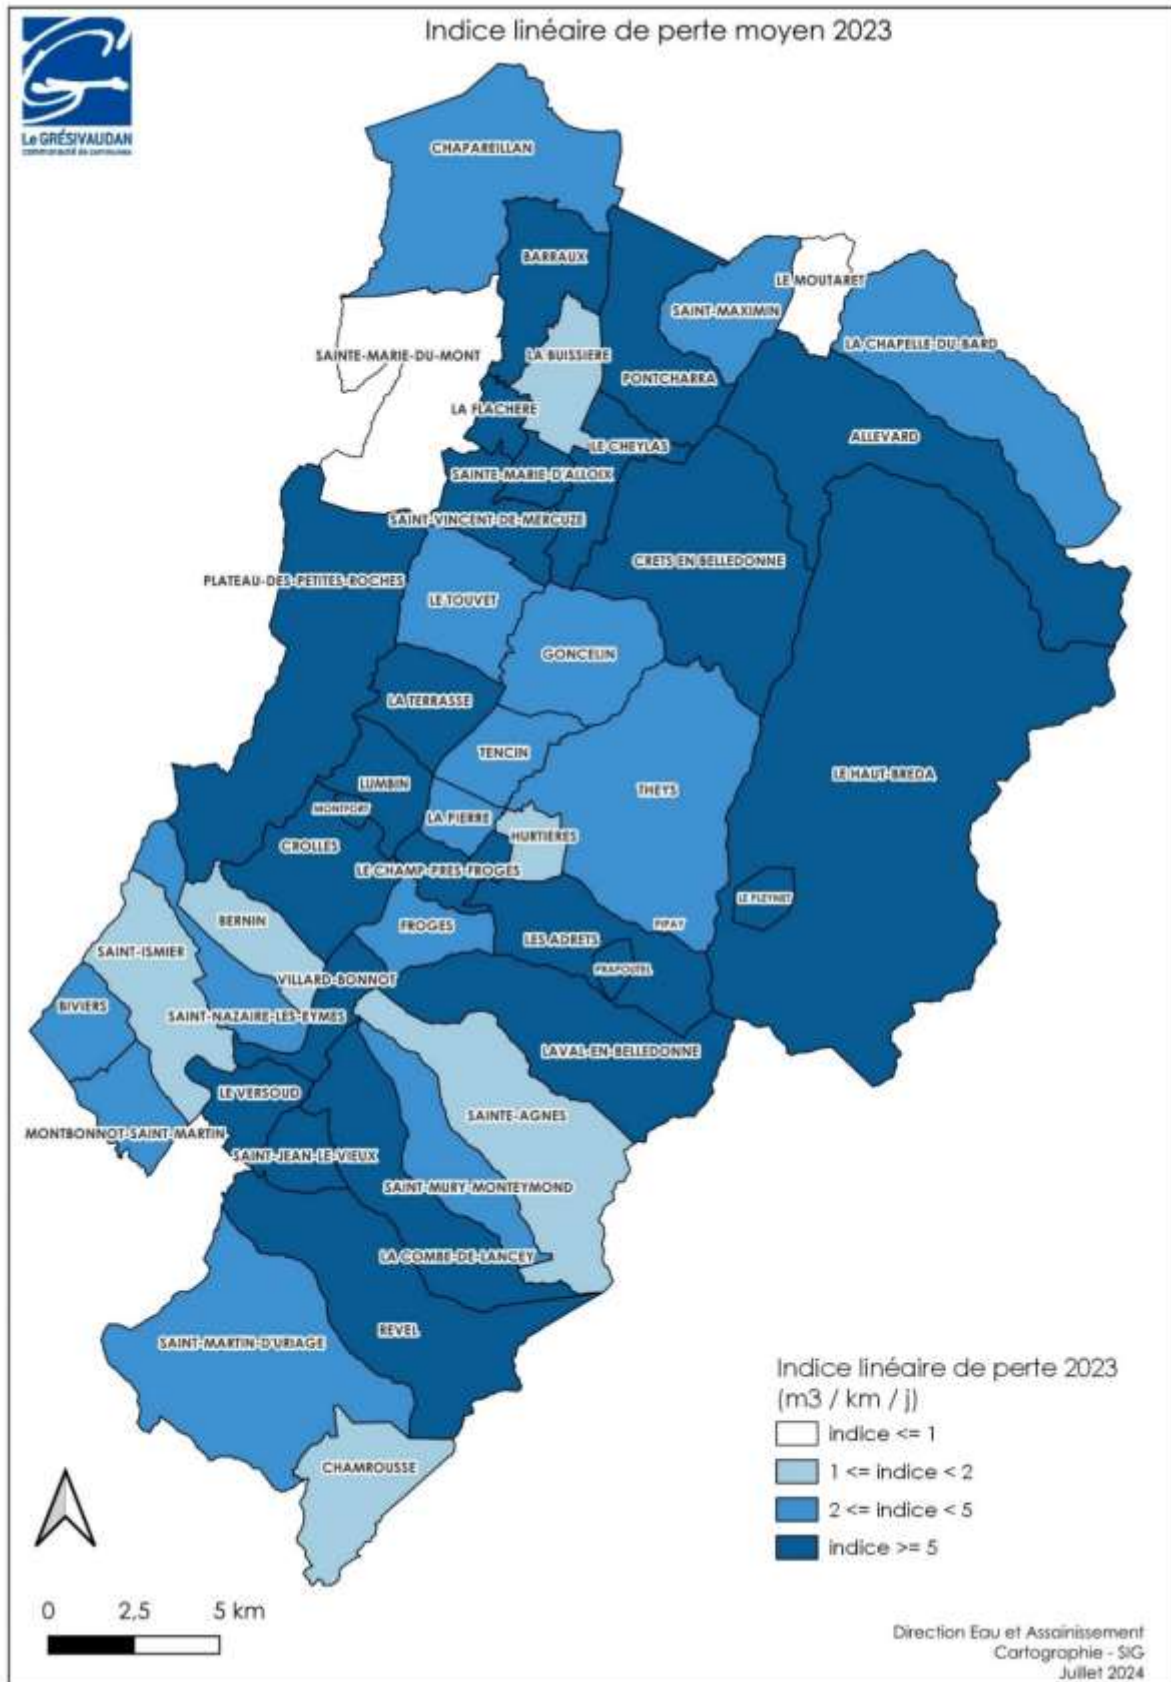 Indice linéaire de perte moyen 2023
Le GRÉSIVAUDAN
communauté de communes
CHAPAREILLAN
BARRAUX
LE MOUTARET
SAINT-MAXIMIN
LA CHAPELLE-DU-BARD
SAINTE-MARIE-DU-MONT
LA BUISSIERE
PONTCHARRA
LA FLACHERE
ALLEVARD
LE CHEYLAS
SAINTE-MARIE-D'ALLOIX
SAINT-VINCENT-DE-MERCUZE
CRETS EN BELLEDONNE
PLATEAU-DES-PETITES-ROCHES
LE TOUVET
GONCELIN
LA TERRASSE
TENCIN
LE HAUT-BREDA
LUMBIN
THEYS
MONTFORT
LA PIERRE
HURTIÈRES
CROLLES
LE CHAMP-PRES-FROGES
LE PLEYNET
BERNIN
FROGES
PIPAY
LES ADRETS
SAINT-ISMIER
PRAPOUTEL
VILLARD-BONNOT
BIVIERS
SAINT-NAZAIRE-LES-EYMES
LAVAL-EN-BELLEDONNE
LE VERSOUD
SAINTE-AGNES
MONTBONNOT-SAINT-MARTIN
SAINT-JEAN-LE-VIEUX
SAINT-MURY-MONTEYMOND
LA COMBE-DE-LANCEY
REVEL
SAINT-MARTIN-D'URIAGE
CHAMROUSSE
Indice linéaire de perte 2023
(m3 / km / j)
indice <= 1
1 <= indice < 2
2 <= indice < 5
indice >= 5
0 2,5 5 km
Direction Eau et Assainissement
Cartographie - SIG
Juillet 2024